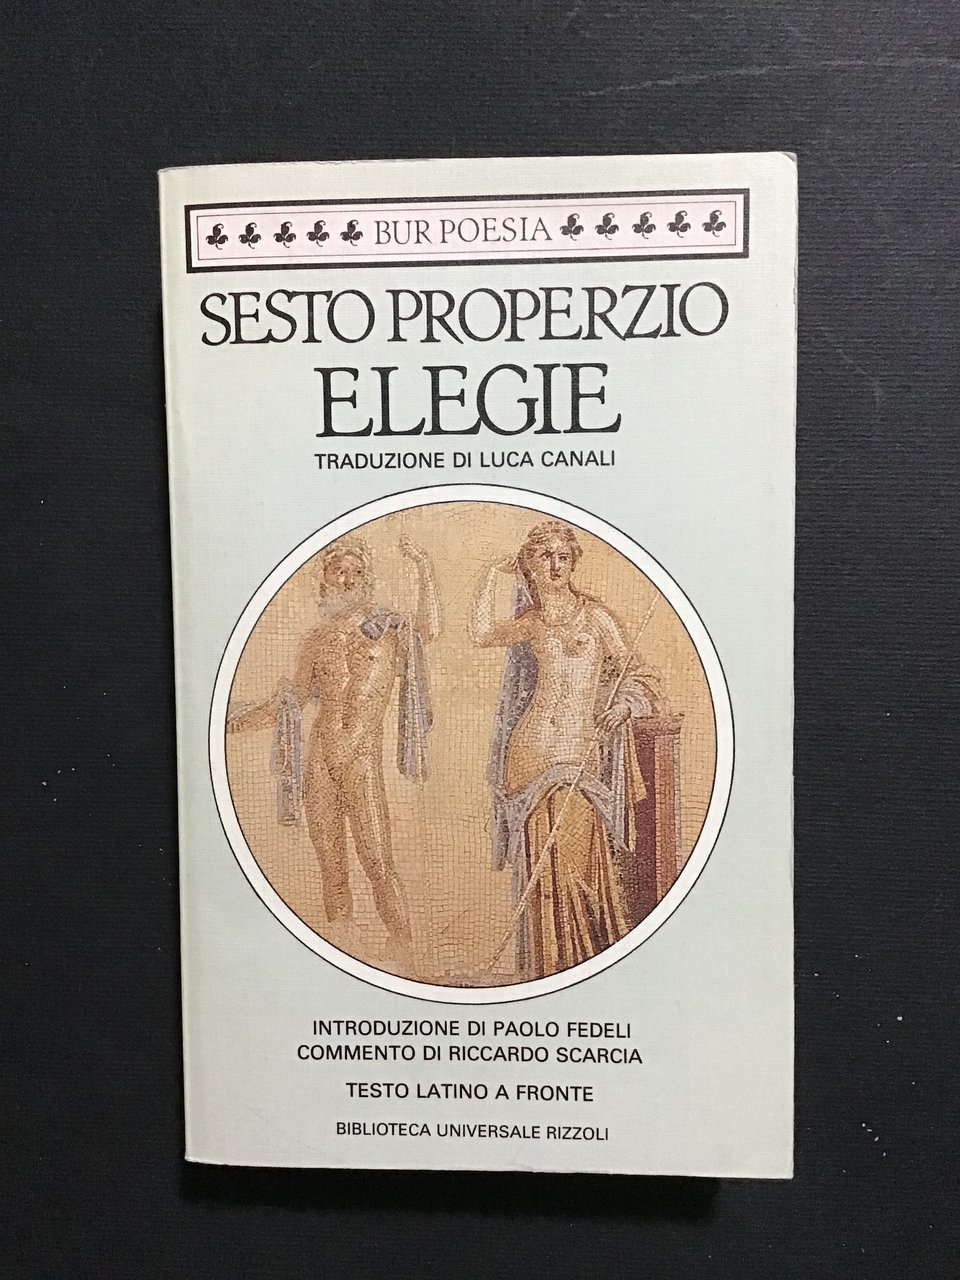 BUR POESIA
SESTO PROPERZIO
ELEGIE
TRADUZIONE DI LUCA CANALI
INTRODUZIONE DI PAOLO FEDELI
COMMENTO DI RICCARDO SCARCIA
TESTO LATINO A FRONTE
BIBLIOTECA UNIVERSALE RIZZOLI